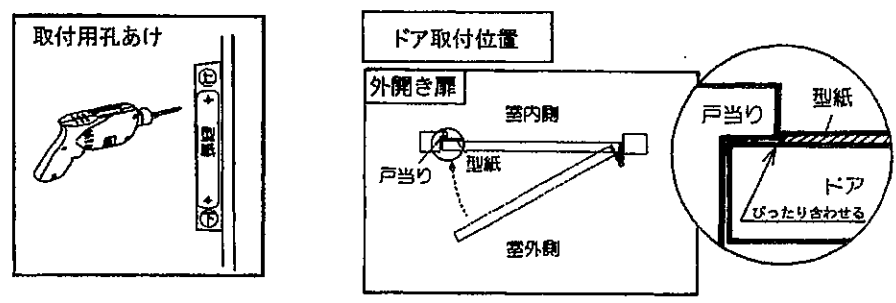 取付用孔あけ
上
型紙
下
ドア取付位置
外開き扉
室内側
戸当り
型紙
室外側
戸当り
型紙
ドア
ぴったり合わせる